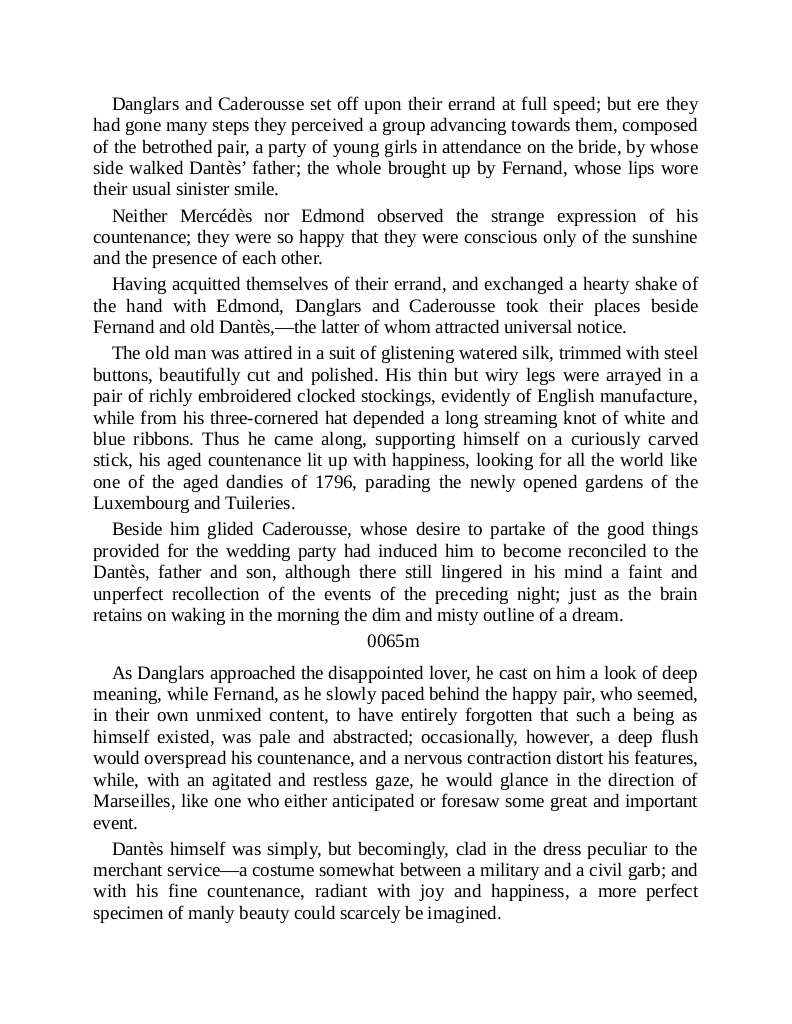 Danglars and Caderousse set off upon their errand at full speed; but ere they
had gone many steps they perceived a group advancing towards them, composed
of the betrothed pair, a party of young girls in attendance on the bride, by whose
side walked Dantès’ father; the whole brought up by Fernand, whose lips wore
their usual sinister smile.
Neither Mercédès nor Edmond observed the strange expression of his
countenance; they were so happy that they were conscious only of the sunshine
and the presence of each other.
Having acquitted themselves of their errand, and exchanged a hearty shake of
the hand with Edmond, Danglars and Caderousse took their places beside
Fernand and old Dantès,—the latter of whom attracted universal notice.
The old man was attired in a suit of glistening watered silk, trimmed with steel
buttons, beautifully cut and polished. His thin but wiry legs were arrayed in a
pair of richly embroidered clocked stockings, evidently of English manufacture,
while from his three-cornered hat depended a long streaming knot of white and
blue ribbons. Thus he came along, supporting himself on a curiously carved
stick, his aged countenance lit up with happiness, looking for all the world like
one of the aged dandies of 1796, parading the newly opened gardens of the
Luxembourg and Tuileries.
Beside him glided Caderousse, whose desire to partake of the good things
provided for the wedding party had induced him to become reconciled to the
Dantès, father and son, although there still lingered in his mind a faint and
unperfect recollection of the events of the preceding night; just as the brain
retains on waking in the morning the dim and misty outline of a dream.
0065m
As Danglars approached the disappointed lover, he cast on him a look of deep
meaning, while Fernand, as he slowly paced behind the happy pair, who seemed,
in their own unmixed content, to have entirely forgotten that such a being as
himself existed, was pale and abstracted; occasionally, however, a deep flush
would overspread his countenance, and a nervous contraction distort his features,
while, with an agitated and restless gaze, he would glance in the direction of
Marseilles, like one who either anticipated or foresaw some great and important
event.
Dantès himself was simply, but becomingly, clad in the dress peculiar to the
merchant service—a costume somewhat between a military and a civil garb; and
with his fine countenance, radiant with joy and happiness, a more perfect
specimen of manly beauty could scarcely be imagined.